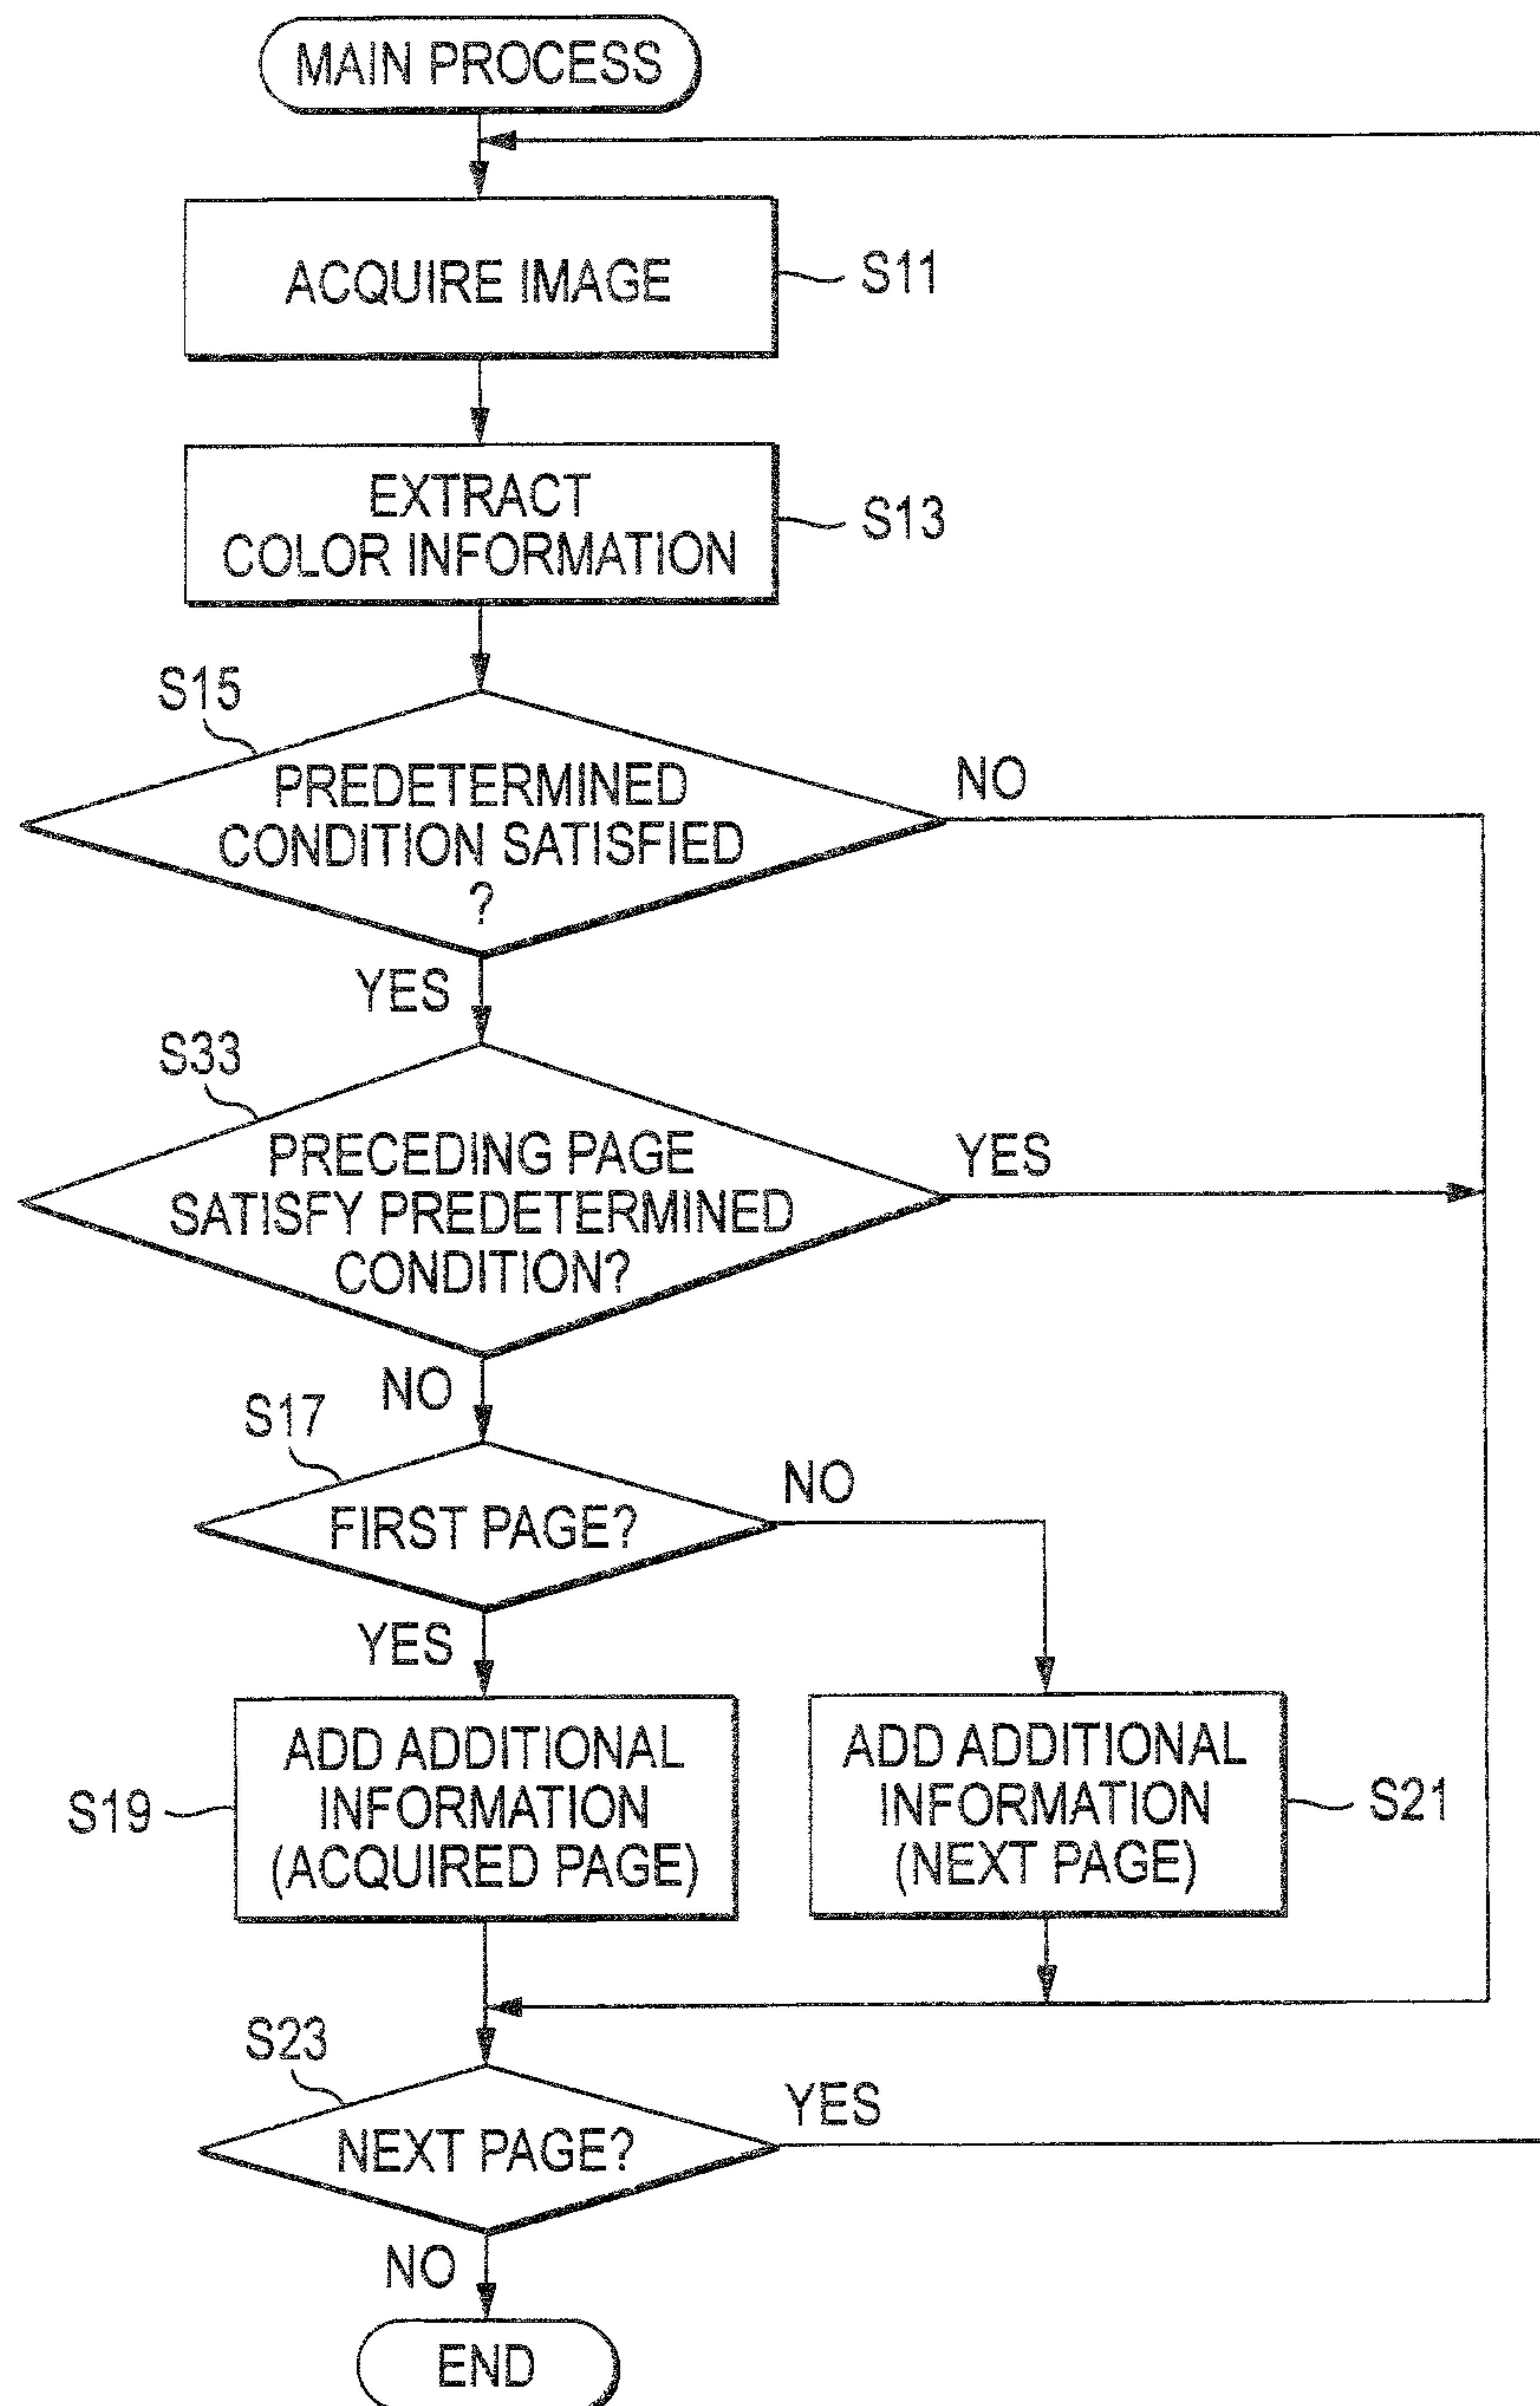 MAIN PROCESS
ACQUIRE IMAGE
S11
EXTRACT
COLOR INFORMATION
S13
S15
PREDETERMINED
CONDITION SATISFIED
?
NO
YES
S33
PRECEDING PAGE
SATISFY PREDETERMINED
CONDITION?
YES
NO
S17
FIRST PAGE?
NO
YES
S19
ADD ADDITIONAL
INFORMATION
(ACQUIRED PAGE)
ADD ADDITIONAL
INFORMATION
(NEXT PAGE)
S21
S23
NEXT PAGE?
YES
NO
END